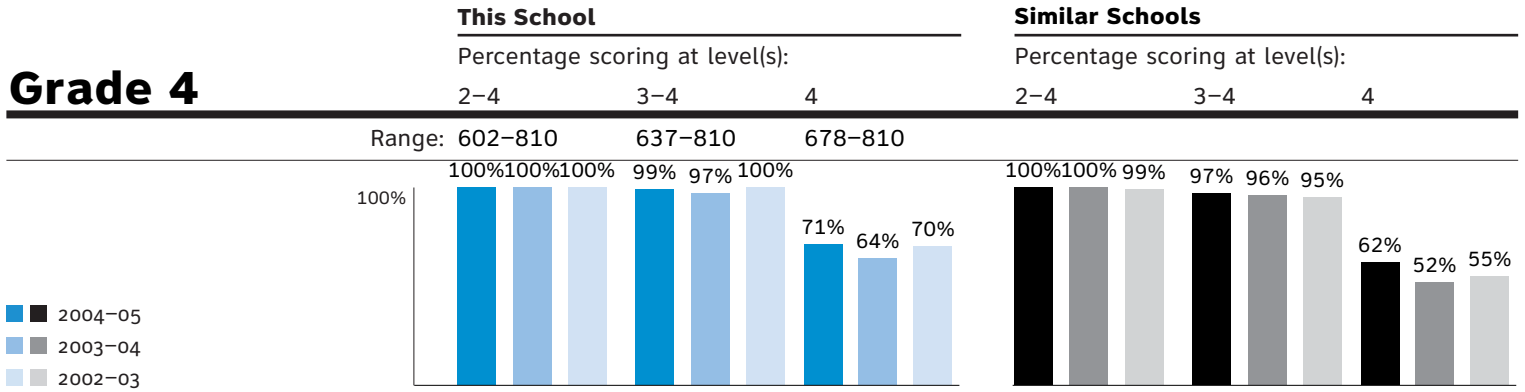 This School Similar Schools
Percentage scoring at level(s): Percentage scoring at level(s):
Grade 4 2–4 3–4 4 2–4 3–4 4
Range: 602–810 637–810 678–810
100% 100% 100% 99% 97% 100% 71% 64% 70% 100% 100% 99% 97% 96% 95% 62% 52% 55%
100%
2004–05
2003–04
2002–03